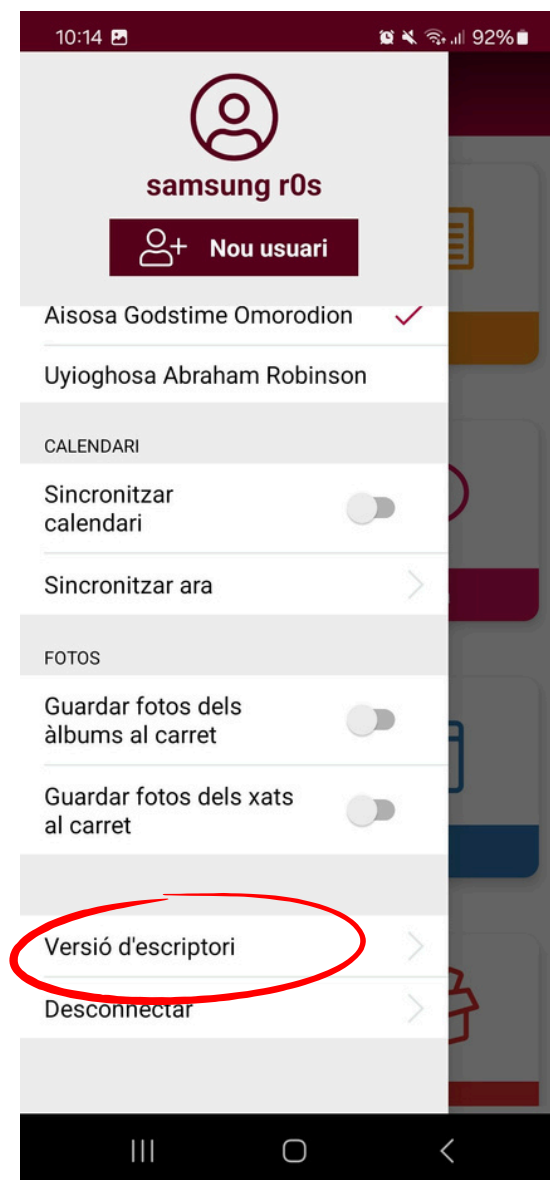 10:14
92%
samsung r0s
Nou usuari
Aisosa Godstime Omorodion
Uyioghosa Abraham Robinson
CALENDARI
Sincronitzar
calendari
Sincronitzar ara
FOTOS
Guardar fotos dels
àlbums al carret
Guardar fotos dels xats
al carret
Versió d'escriptori
Desconnectar